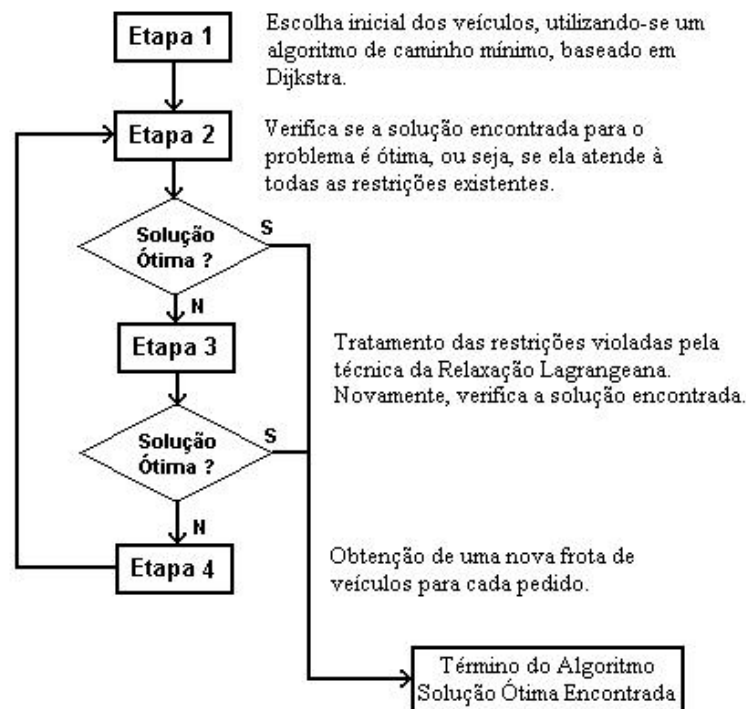 Etapa 1
Escolha inicial dos veículos, utilizando-se um
algoritmo de caminho mínimo, baseado em
Dijkstra.
Etapa 2
Verifica se a solução encontrada para o
problema é ótima, ou seja, se ela atende à
todas as restrições existentes.
Solução
Ótima ?
S
N
Etapa 3
Tratamento das restrições violadas pela
técnica da Relaxação Lagrangeana.
Novamente, verifica a solução encontrada.
Solução
Ótima ?
S
N
Etapa 4
Obtenção de uma nova frota de
veículos para cada pedido.
Término do Algoritmo
Solução Ótima Encontrada